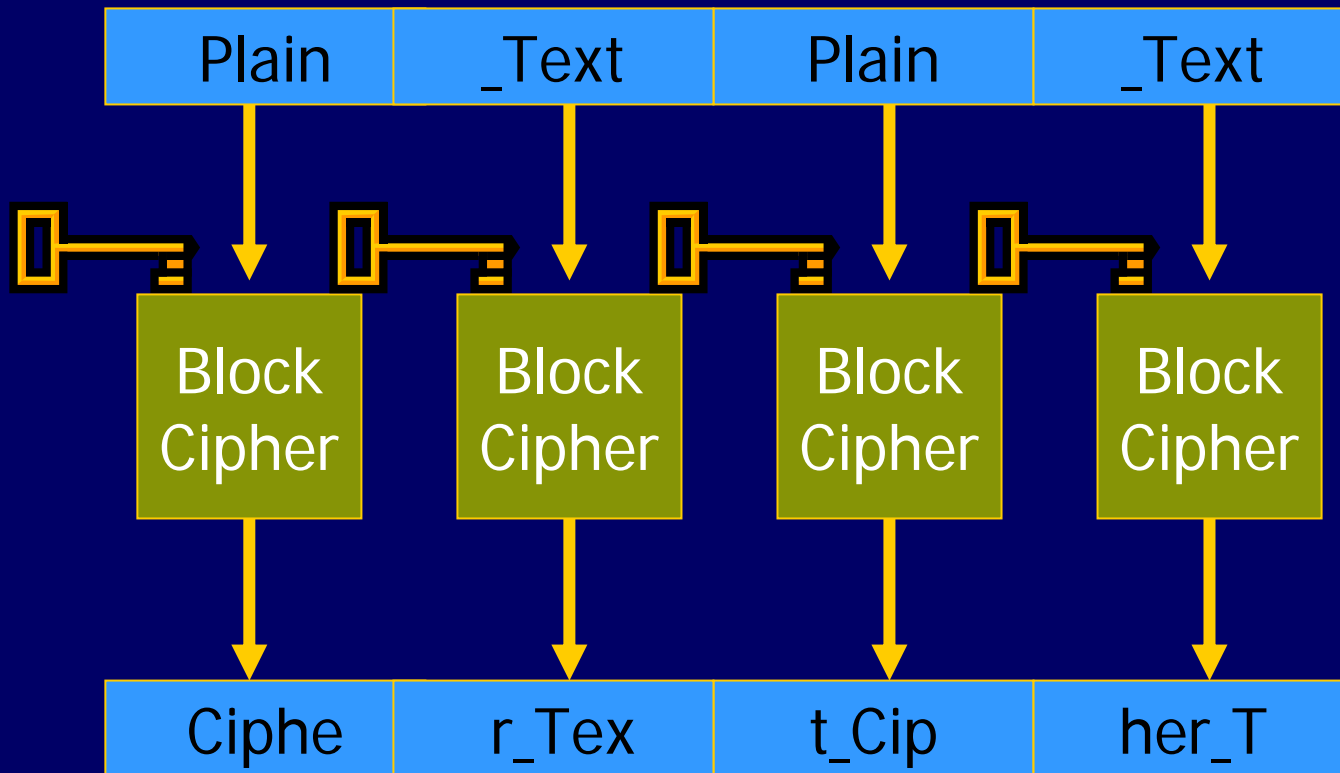 Plain _Text Plain _Text
Block Block Block Block
Cipher Cipher Cipher Cipher
Ciphe r_Tex t_Cip her_T